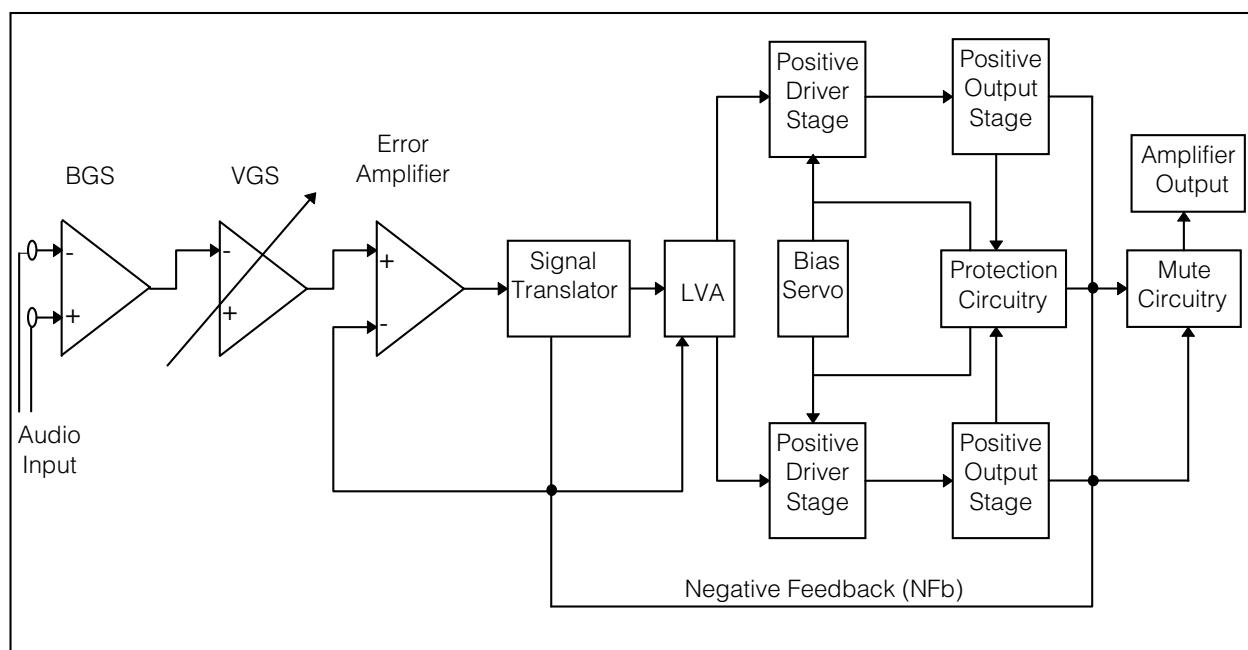 BGS
VGS
Error
Amplifier
-
+
-
+
+
-
Audio
Input
Signal
Translator
LVA
Positive
Driver
Stage
Positive
Output
Stage
Bias
Servo
Protection
Circuitry
Amplifier
Output
Mute
Circuitry
Positive
Driver
Stage
Positive
Output
Stage
Negative Feedback (NFb)